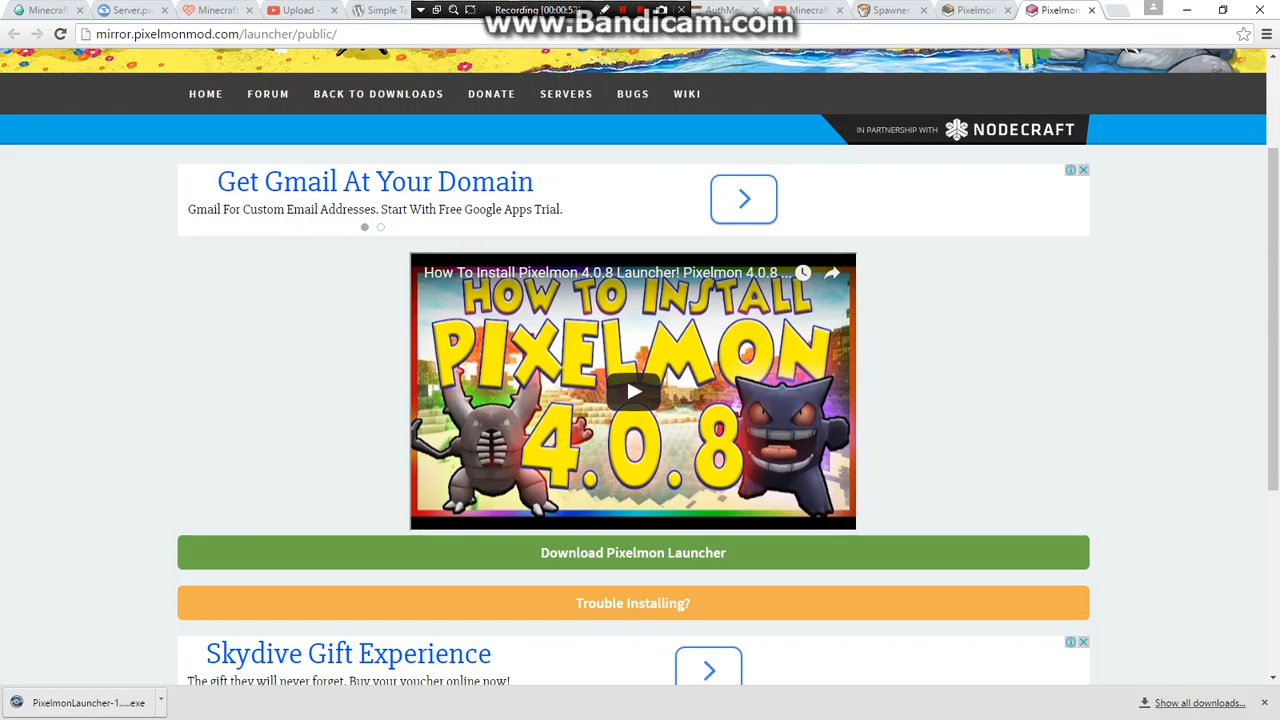 Minecraft
Server.pr
Minecraft
Upload -
Simple Ta
Recording [00:00:52]
AuthMe
Minecraft
Spawner
Pixelmon
Pixelmon
www.Bandicam.com
mirror.pixelmonmod.com/launcher/public/
HOME FORUM BACK TO DOWNLOADS DONATE SERVERS BUGS WIKI
IN PARTNERSHIP WITH NODECRAFT
Get Gmail At Your Domain
Gmail For Custom Email Addresses. Start With Free Google Apps Trial.
How To Install Pixelmon 4.0.8 Launcher! Pixelmon 4.0.8 ...
HOW TO INSTALL
PIXELMON
4.0.8
Download Pixelmon Launcher
Trouble Installing?
Skydive Gift Experience
The gift they will never forget. Buy your voucher online now!
PixelmonLauncher-1.....exe
Show all downloads...